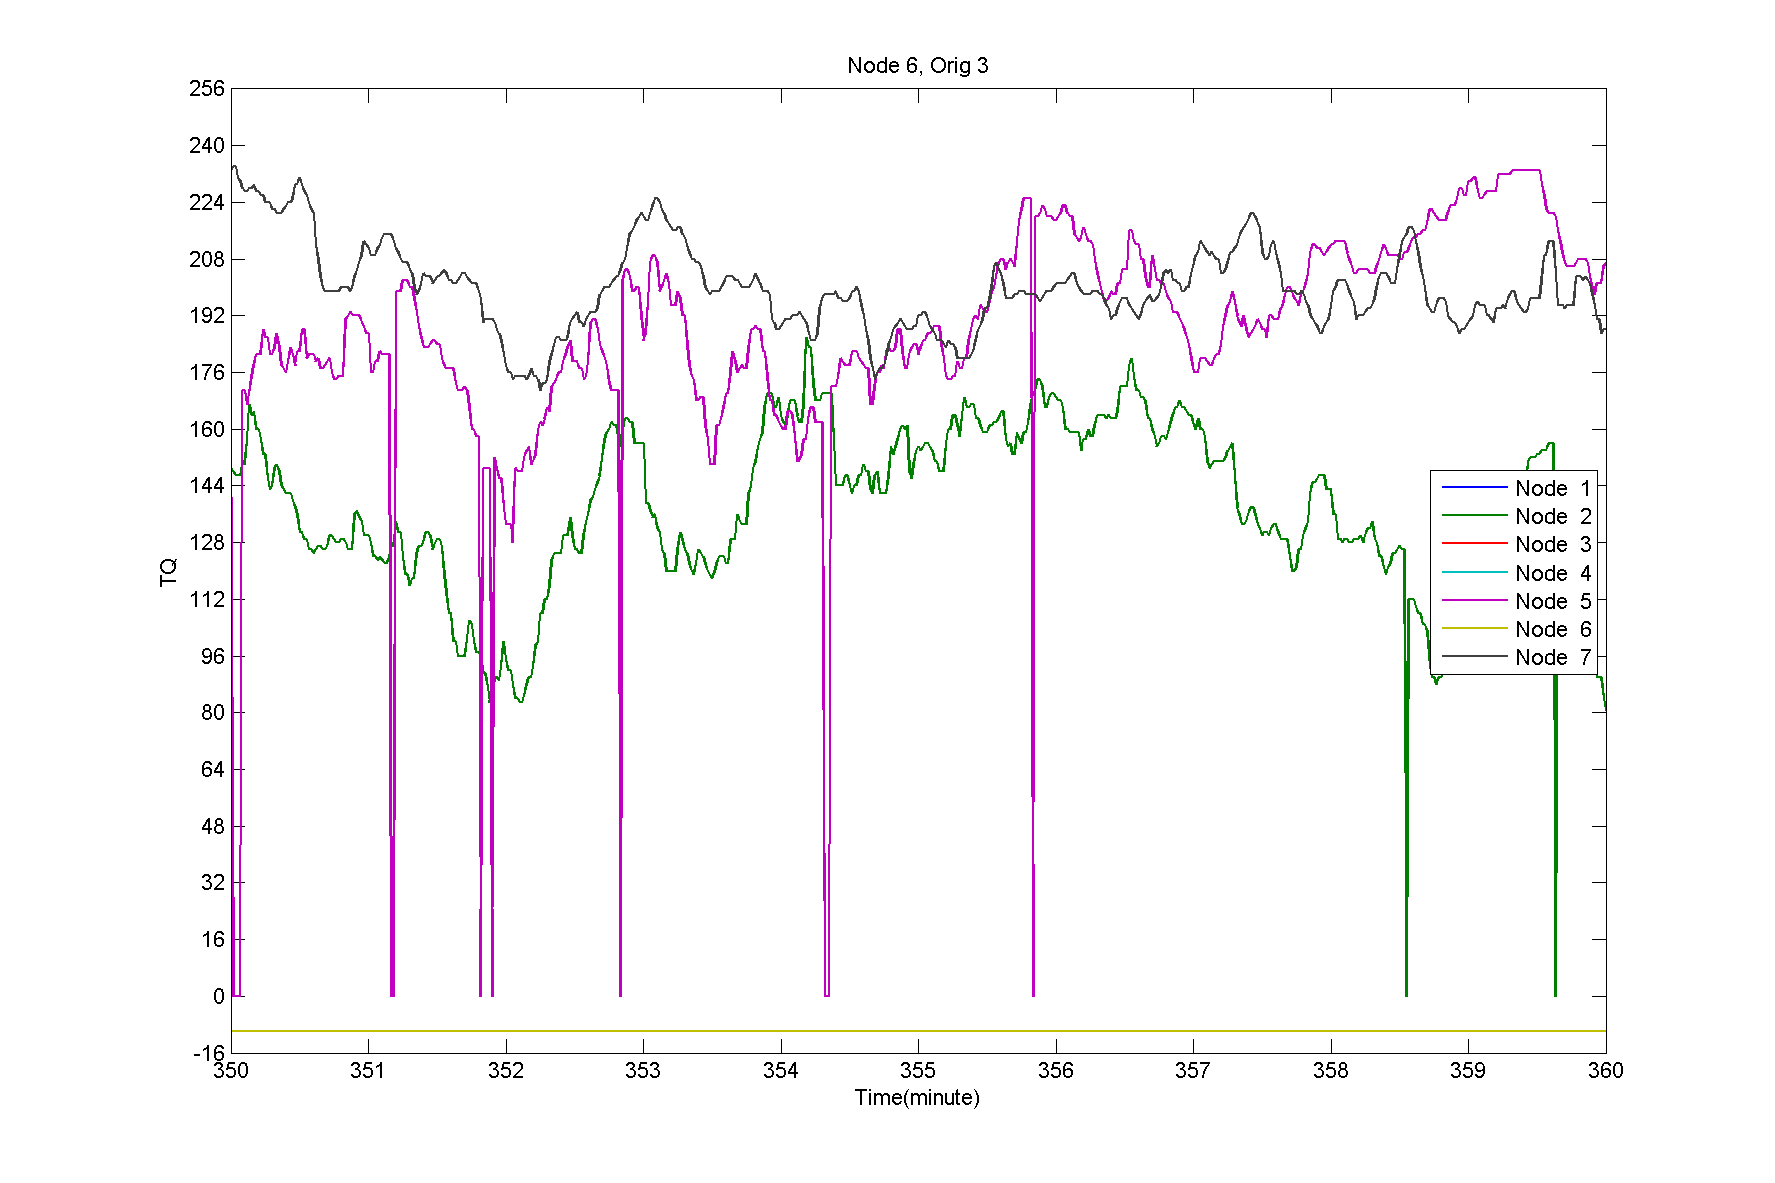 Node 6, Orig 3
256
240
224
208
192
176
160
144
128
112
96
80
64
48
32
16
0
-16
TQ
Node 1
Node 2
Node 3
Node 4
Node 5
Node 6
Node 7
350 351 352 353 354 355 356 357 358 359 360
Time(minute)